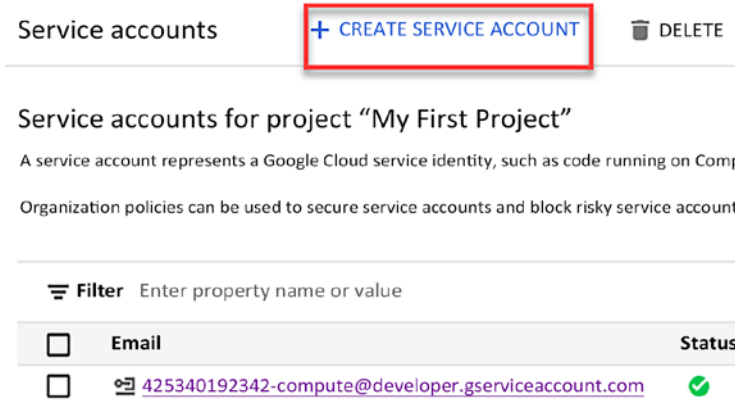 Service accounts + CREATE SERVICE ACCOUNT DELETE
Service accounts for project “My First Project”
A service account represents a Google Cloud service identity, such as code running on Comp
Organization policies can be used to secure service accounts and block risky service account
Filter Enter property name or value
Email Status
425340192342-compute@developer.gserviceaccount.com